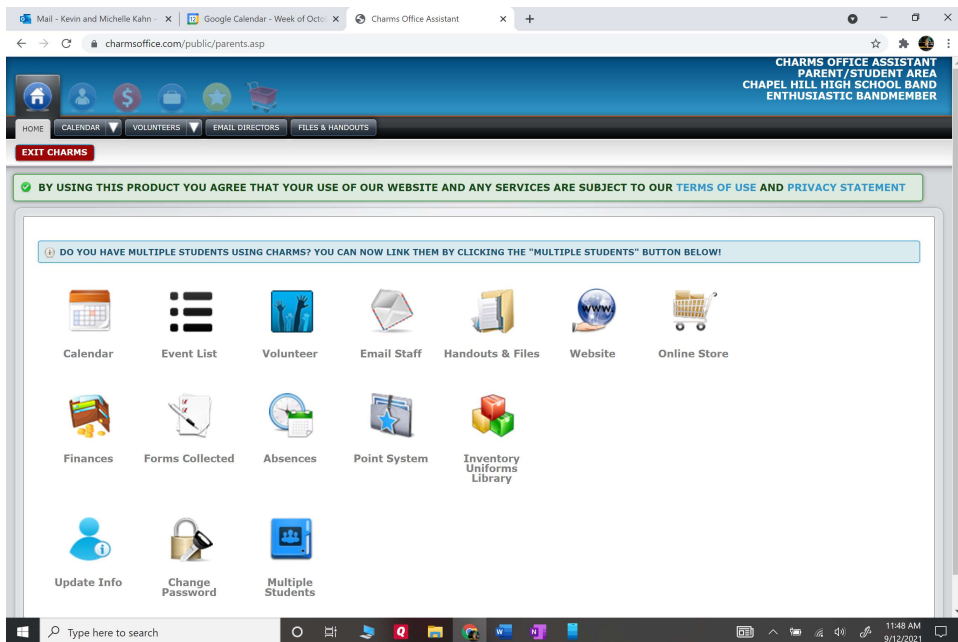 Mail - Kevin and Michelle Kahn -
Google Calendar - Week of Octo
Charms Office Assistant
charmsoffice.com/public/parents.asp
CHARMS OFFICE ASSISTANT
PARENT/STUDENT AREA
CHAPEL HILL HIGH SCHOOL BAND
ENTHUSIASTIC BANDMEMBER
HOME CALENDAR VOLUNTEERS EMAIL DIRECTORS FILES & HANDOUTS
EXIT CHARMS
BY USING THIS PRODUCT YOU AGREE THAT YOUR USE OF OUR WEBSITE AND ANY SERVICES ARE SUBJECT TO OUR TERMS OF USE AND PRIVACY STATEMENT
DO YOU HAVE MULTIPLE STUDENTS USING CHARMS? YOU CAN NOW LINK THEM BY CLICKING THE "MULTIPLE STUDENTS" BUTTON BELOW!
www.
Calendar Event List Volunteer Email Staff Handouts & Files Website Online Store
Finances Forms Collected Absences Point System Inventory
Uniforms
Library
Update Info Change Multiple
Password Students
Type here to search
11:48 AM
9/12/2021